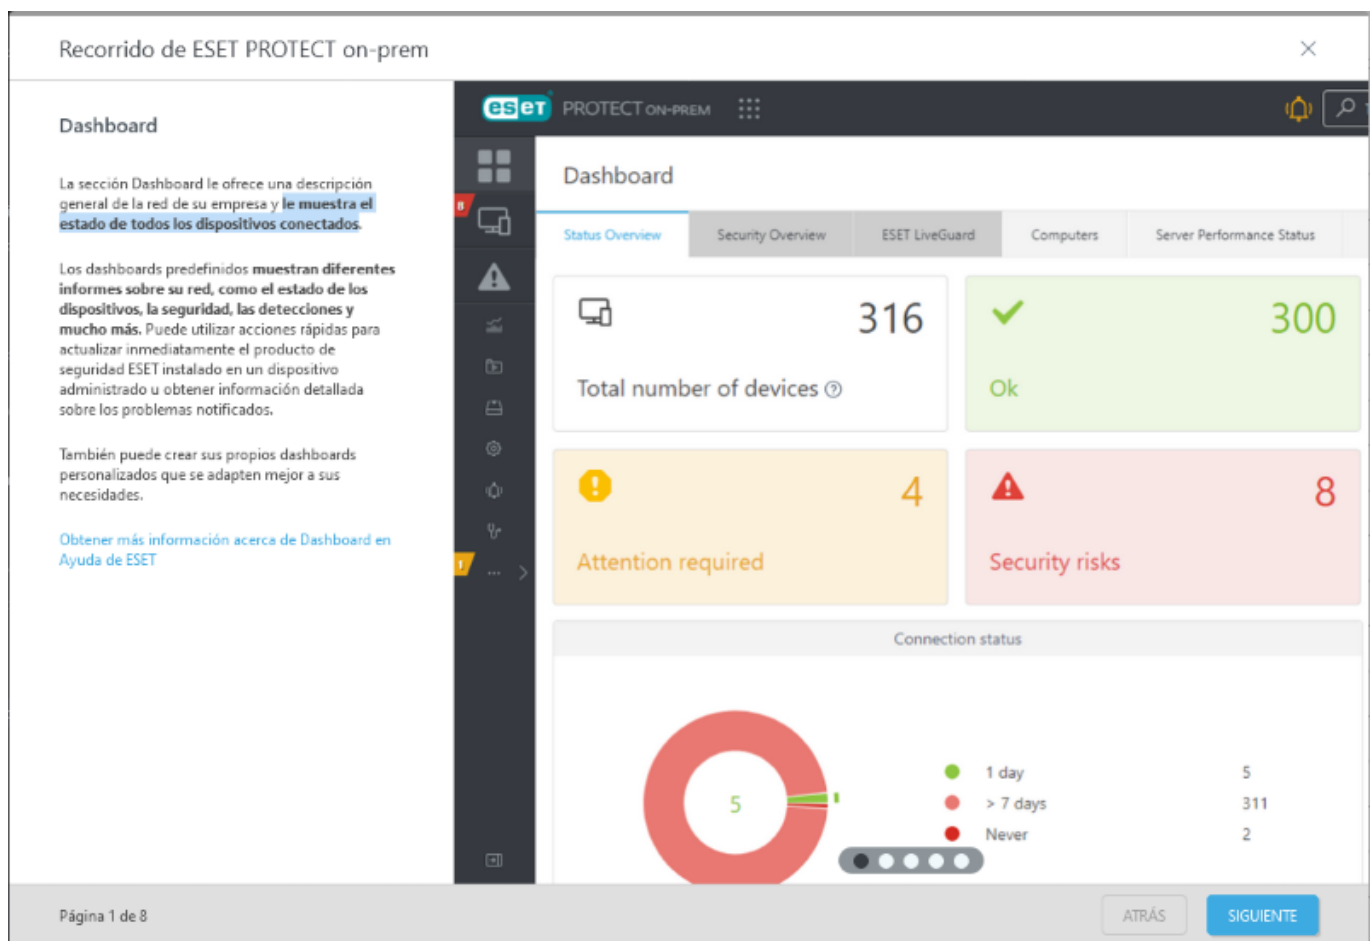 Recorrido de ESET PROTECT on-prem
Dashboard
La sección Dashboard le ofrece una descripción
general de la red de su empresa y le muestra el
estado de todos los dispositivos conectados.
Los dashboards predefinidos muestran diferentes
informes sobre su red, como el estado de los
dispositivos, la seguridad, las detecciones y
mucho más. Puede utilizar acciones rápidas para
actualizar inmediatamente el producto de
seguridad ESET instalado en un dispositivo
administrado u obtener información detallada
sobre los problemas notificados.
También puede crear sus propios dashboards
personalizados que se adapten mejor a sus
necesidades.
Obtener más información acerca de Dashboard en
Ayuda de ESET
eset PROTECT ON-PREM
8
1
Dashboard
Status Overview Security Overview ESET LiveGuard Computers Server Performance Status
316
Total number of devices
300
Ok
4
Attention required
8
Security risks
Connection status
5
1 day 5
> 7 days 311
Never 2
Página 1 de 8
ATRÁS SIGUIENTE